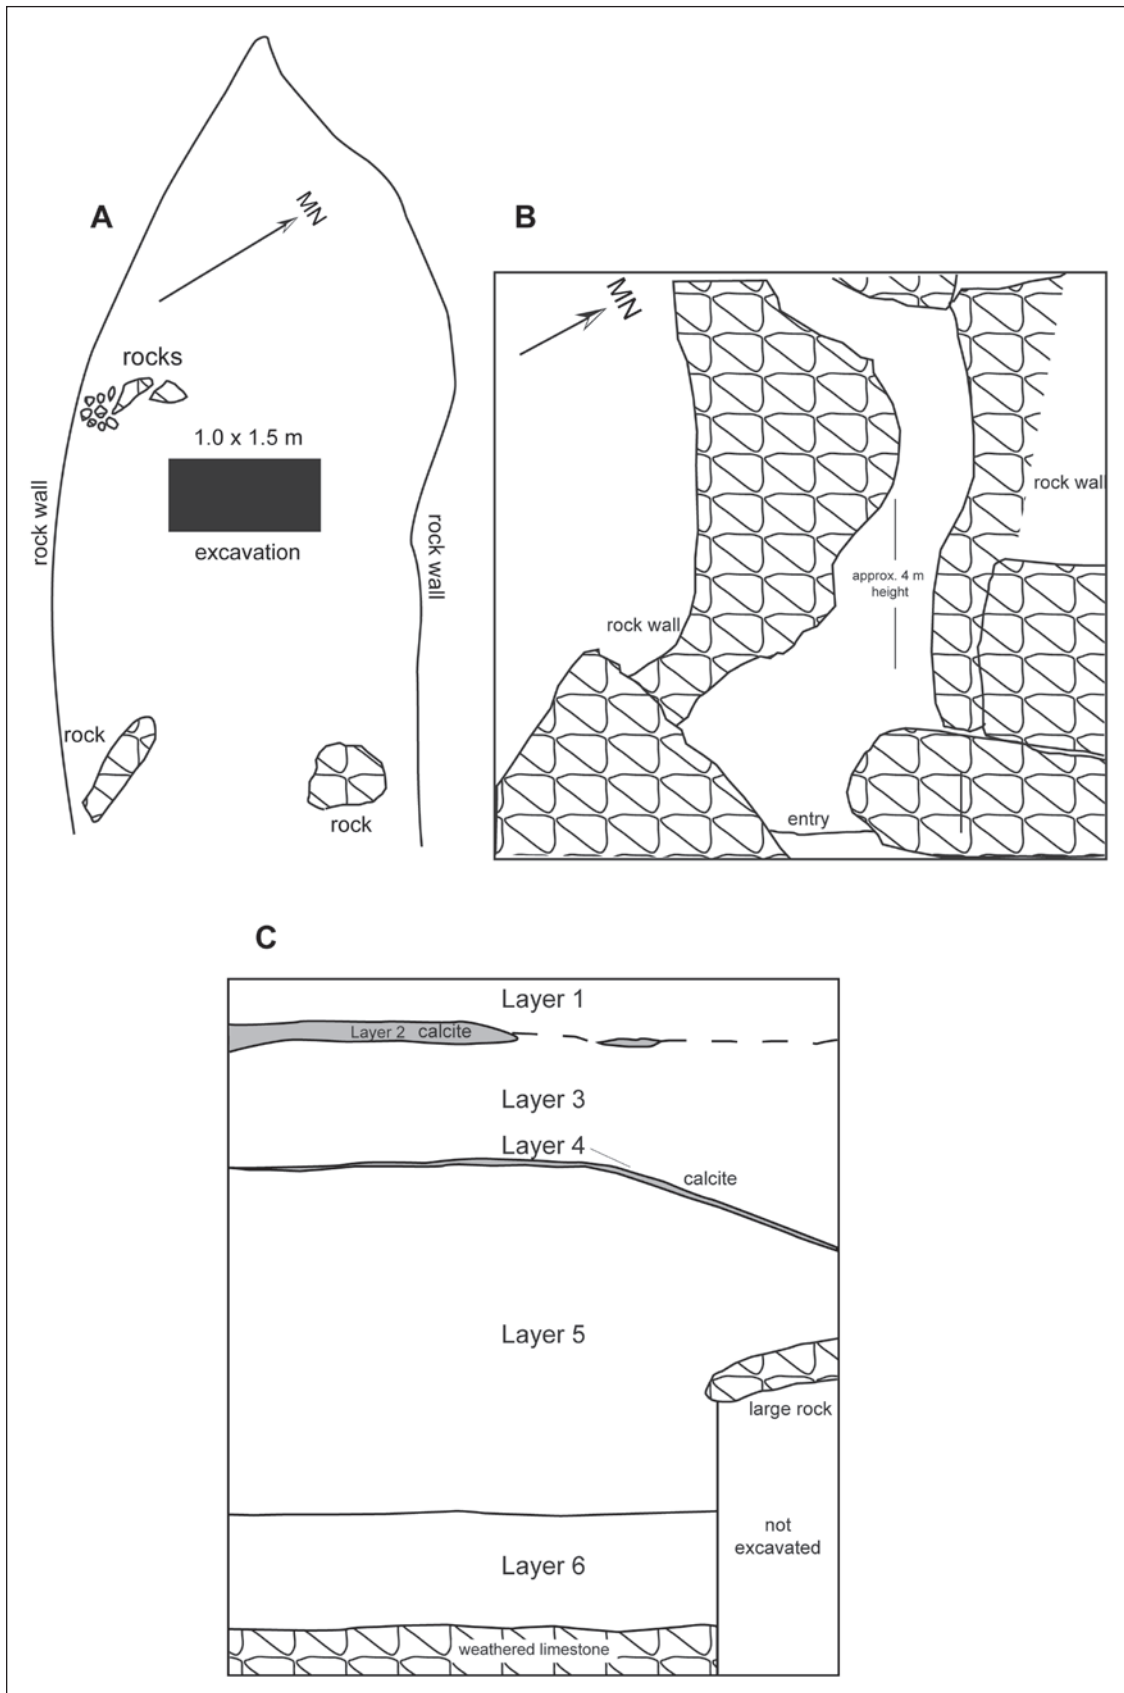 A
MN
rocks
1.0 x 1.5 m
excavation
rock wall
rock wall
rock
rock
B
MN
rock wall
approx. 4 m
height
rock wall
entry
C
Layer 1
Layer 2 calcite
Layer 3
Layer 4
calcite
Layer 5
large rock
not
excavated
Layer 6
weathered limestone